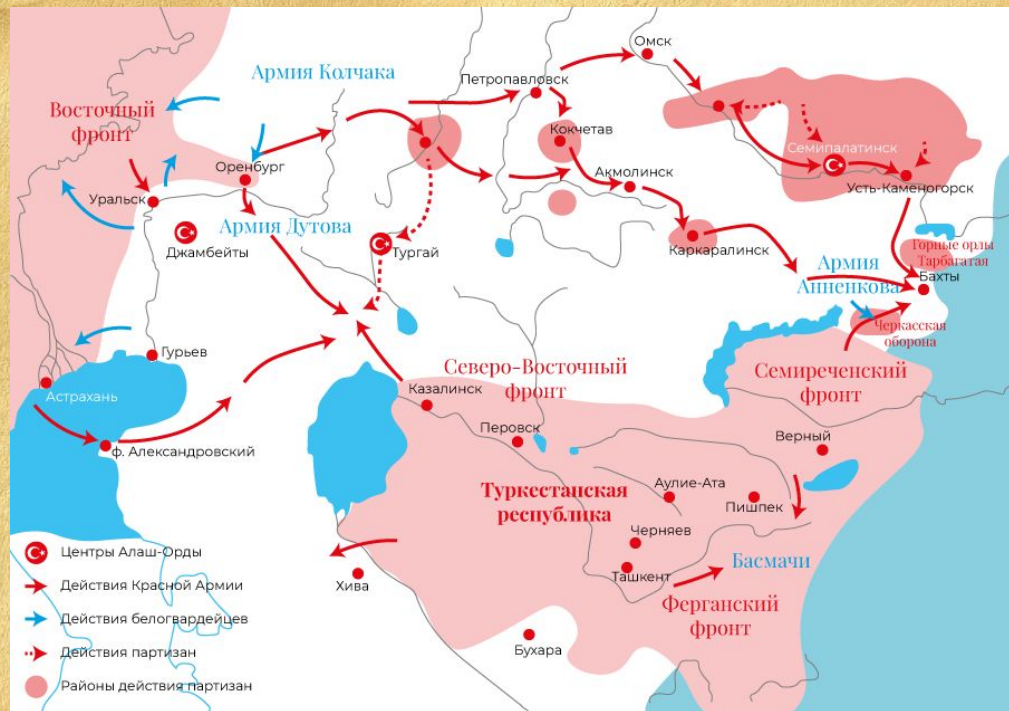 Омск
Армия Колчака
Петропавловск
Восточный
фронт
Кокчетав
Семипалатинск
Оренбург
Акмолинск
Усть-Каменогорск
Уральск
Армия Дутова
Джамбейты
Тургай
Каркаралинск
Горные орлы
Тарбагатая
Армия
Анненкова
Бахты
Черкасская
оборона
Гурьев
Северо-Восточный
фронт
Семиреченский
фронт
Астрахань
Казалинск
Перовск
Верный
ф. Александровский
Туркестанская
республика
Аулие-Ата
Пишпек
Черняев
Ташкент
Басмачи
Хива
Ферганский
фронт
Бухара
Центры Алаш-Орды
Действия Красной Армии
Действия белогвардейцев
Действия партизан
Районы действия партизан